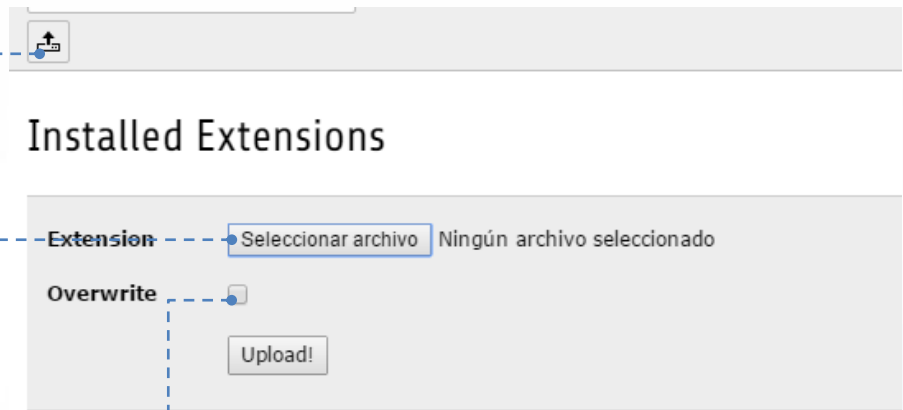 Installed Extensions
Extension Seleccionar archivo Ningún archivo seleccionado
Overwrite
Upload!